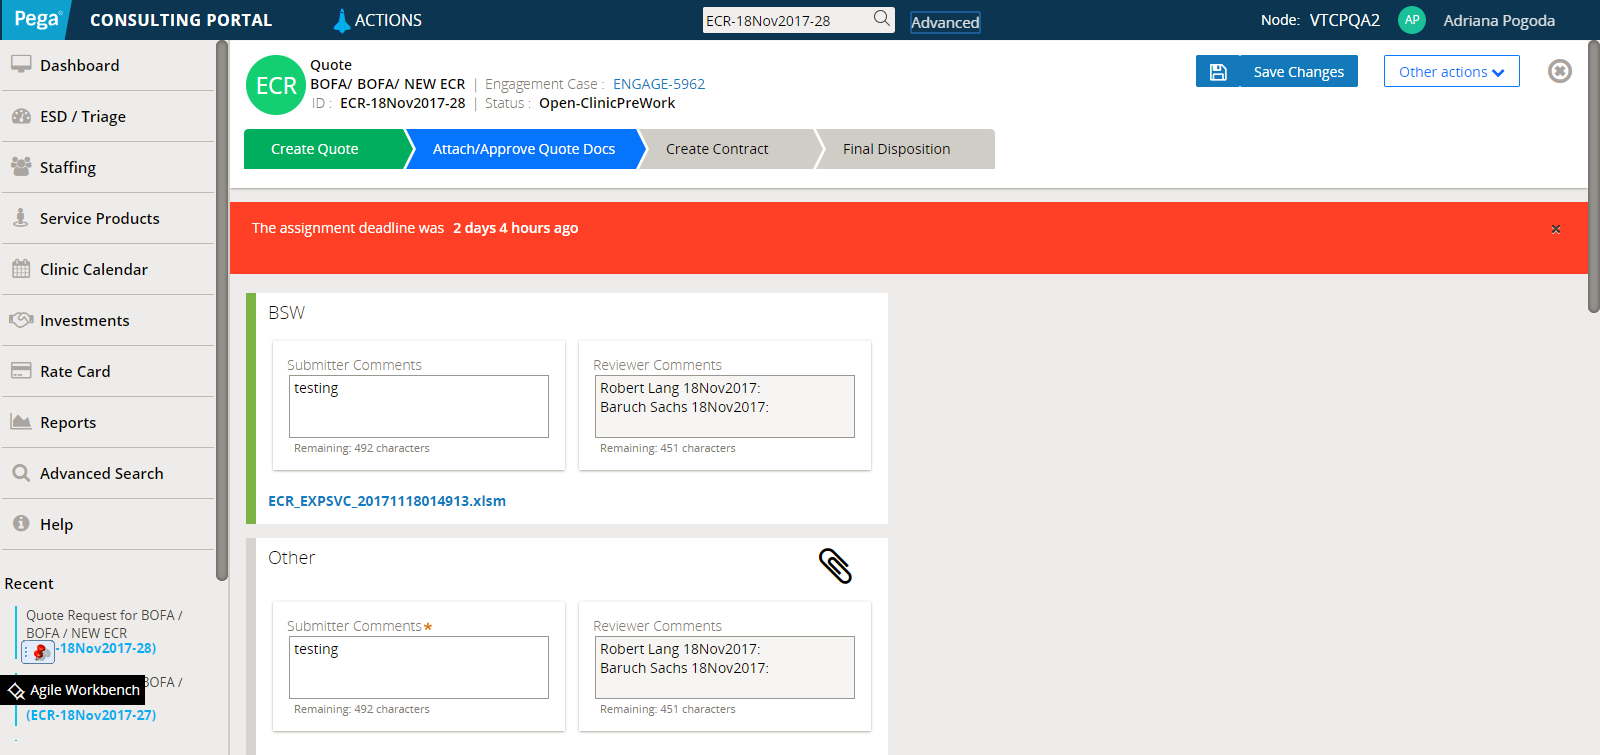 Pega CONSULTING PORTAL ACTIONS ECR-18Nov2017-28 Advanced Node: VTCPQA2 AP Adriana Pogoda
Dashboard
ESD / Triage
Staffing
Service Products
Clinic Calendar
Investments
Rate Card
Reports
Advanced Search
Help
Recent
Quote Request for BOFA /
BOFA / NEW ECR
-18Nov2017-28)
BOFA /
Agile Workbench
(ECR-18Nov2017-27)
ECR
Quote
BOFA/ BOFA/ NEW ECR | Engagement Case : ENGAGE-5962
ID : ECR-18Nov2017-28 | Status : Open-ClinicPreWork
Save Changes
Other actions
Create Quote Attach/Approve Quote Docs Create Contract Final Disposition
The assignment deadline was 2 days 4 hours ago
BSW
Submitter Comments
testing
Remaining: 492 characters
Reviewer Comments
Robert Lang 18Nov2017:
Baruch Sachs 18Nov2017:
Remaining: 451 characters
ECR_EXPSVC_20171118014913.xlsm
Other
Submitter Comments*
testing
Remaining: 492 characters
Reviewer Comments
Robert Lang 18Nov2017:
Baruch Sachs 18Nov2017:
Remaining: 451 characters